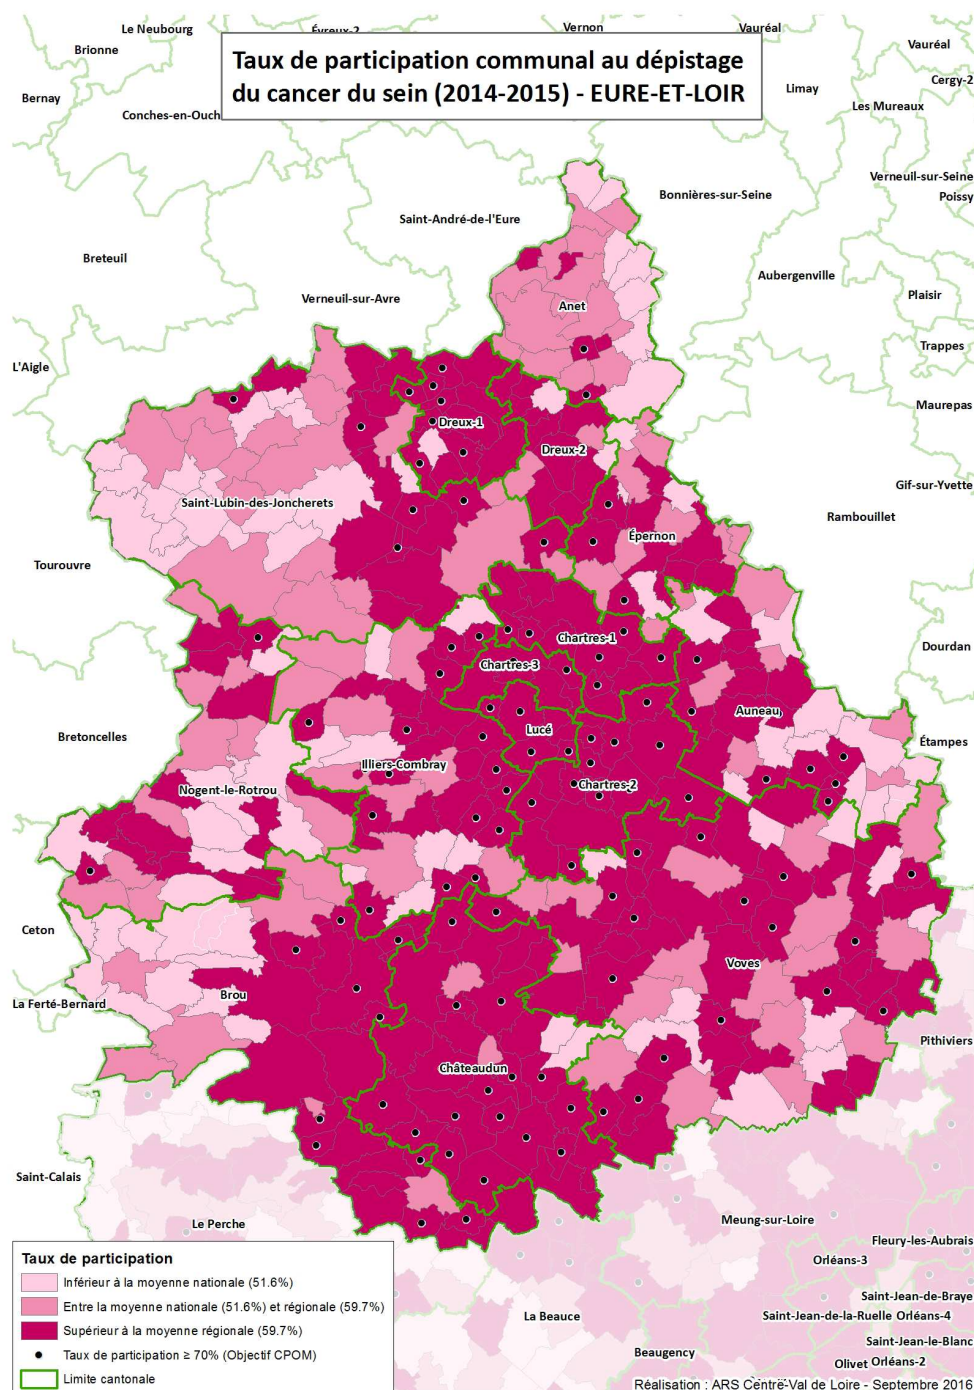 Le Neubourg
Évreux-2
Vernon
Vauréal
Brionne
Vauréal
Taux de participation communal au dépistage
du cancer du sein (2014-2015) - EURE-ET-LOIR
Cergy-2
Limay
Bernay
Les Mureaux
Conches-en-Ouch
Verneuil-sur-Seine
Bonnières-sur-Seine
Poissy
Saint-André-de-l'Eure
Breteuil
Aubergenville
Verneuil-sur-Avre
Plaisir
Anet
Trappes
L'Aigle
Maurepas
Dreux-1
Dreux-2
Gif-sur-Yvette
Saint-Lubin-des-Joncherets
Rambouillet
Épernon
Tourouvre
Chartres-1
Dourdan
Chartres-3
Auneau
Lucé
Bretoncelles
Étampes
Illiers-Combray
Chartres-2
Nogent-le-Rotrou
Ceton
Voves
Brou
La Ferté-Bernard
Pithiviers
Châteaudun
Saint-Calais
Le Perche
Meung-sur-Loire
Fleury-les-Aubrais
Orléans-3
Saint-Jean-de-Braye
La Beauce
Saint-Jean-de-la-Ruelle
Orléans-4
Saint-Jean-le-Blanc
Beaugency
Olivet
Orléans-2
Taux de participation
Inférieur à la moyenne nationale (51.6%)
Entre la moyenne nationale (51.6%) et régionale (59.7%)
Supérieur à la moyenne régionale (59.7%)
Taux de participation ≥ 70% (Objectif CPOM)
Limite cantonale
Réalisation : ARS Centre-Val de Loire - Septembre 2016